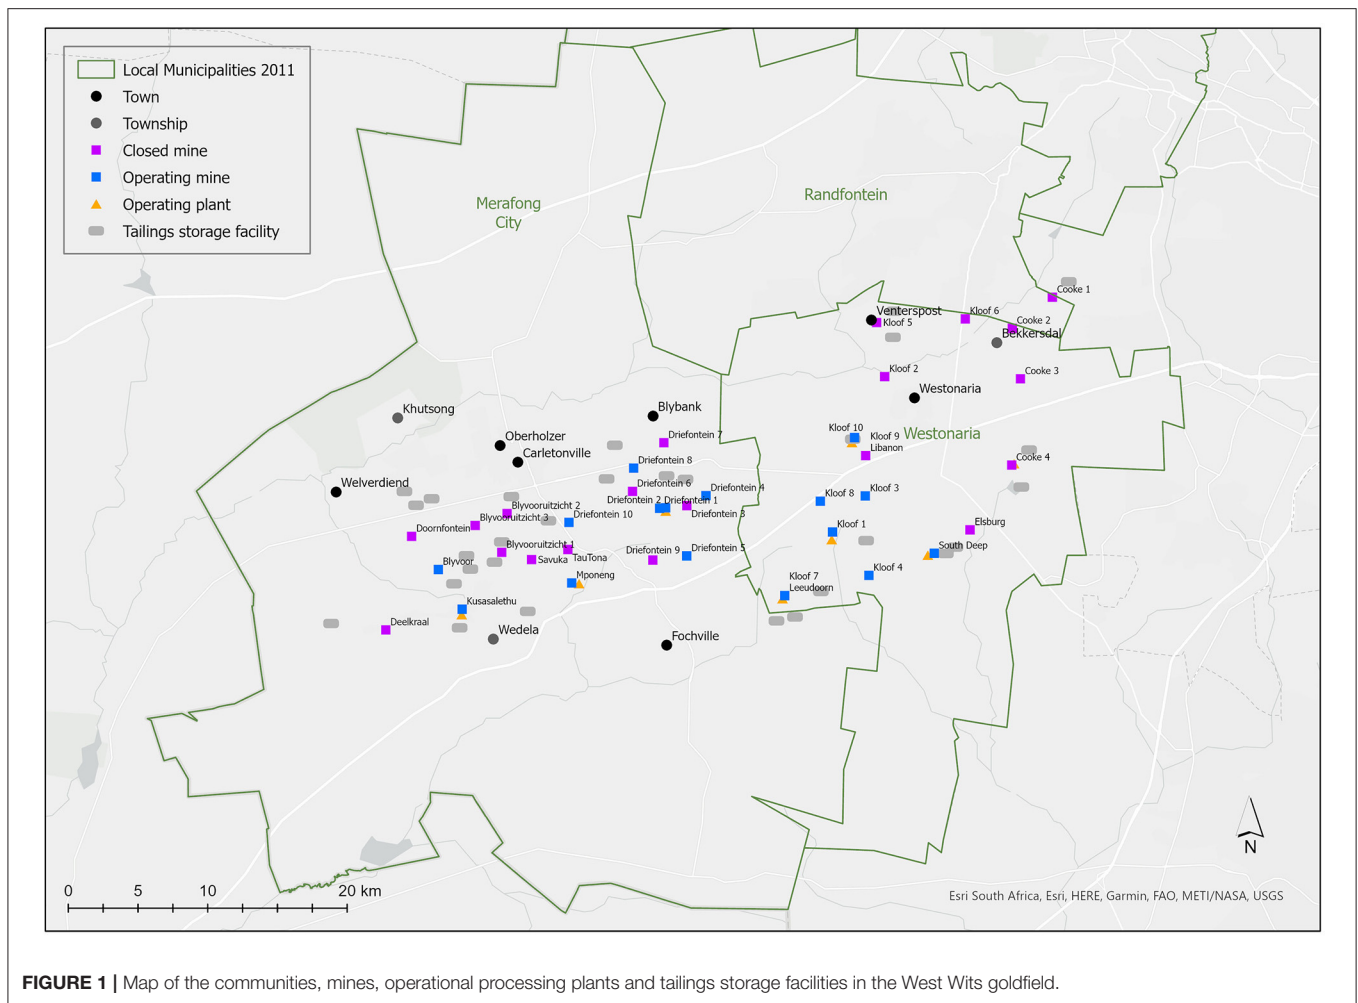 Local Municipalities 2011
Town
Township
Closed mine
Operating mine
Operating plant
Tailings storage facility
Merafong
City
Randfontein
Cooke 1
Venterspost
Kloof 6
Kloof 5
Cooke 2
Bekkersdal
Kloof 2
Cooke 3
Westonaria
Blybank
Khutsong
Kloof 10
Westonaria
Oberholzer
Driefontein 7
Kloof 9
Libanon
Carletonville
Driefontein 8
Cooke 4
Welverdiend
Driefontein 6
Driefontein 4
Kloof 8
Kloof 3
Driefontein 2
Driefontein 1
Blyvooruitzicht 2
Driefontein 3
Blyvooruitzicht 3
Driefontein 10
Doornfontein
Kloof 1
Elsburg
Blyvooruitzicht 1
Driefontein 9
Driefontein 5
South Deep
Savuka
TauTona
Blyvoor
Mponeng
Kloof 4
Kloof 7
Leeudoorn
Kusasalethu
Deelkraal
Wedela
Fochville
N
0 5 10 20 km
Esri South Africa, Esri, HERE, Garmin, FAO, METI/NASA, USGS
FIGURE 1 | Map of the communities, mines, operational processing plants and tailings storage facilities in the West Wits goldfield.